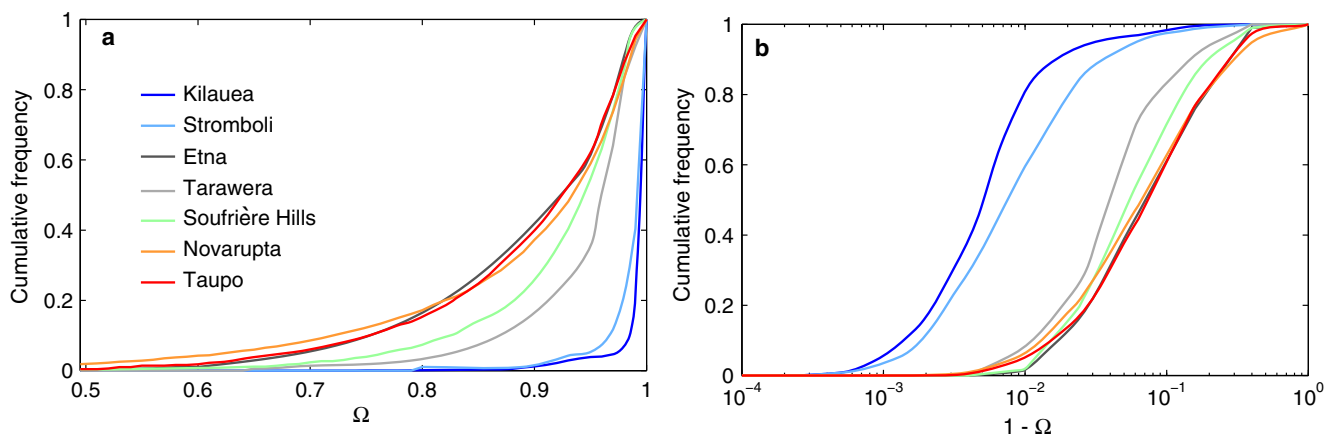 a
Cumulative frequency
1
0.8
0.6
0.4
0.2
0
Kilauea
Stromboli
Etna
Tarawera
Soufrière Hills
Novarupta
Taupo
0.5 0.6 0.7 0.8 0.9 1
Ω
b
Cumulative frequency
1
0.8
0.6
0.4
0.2
0
10⁻⁴ 10⁻³ 10⁻² 10⁻¹ 10⁰
1 - Ω